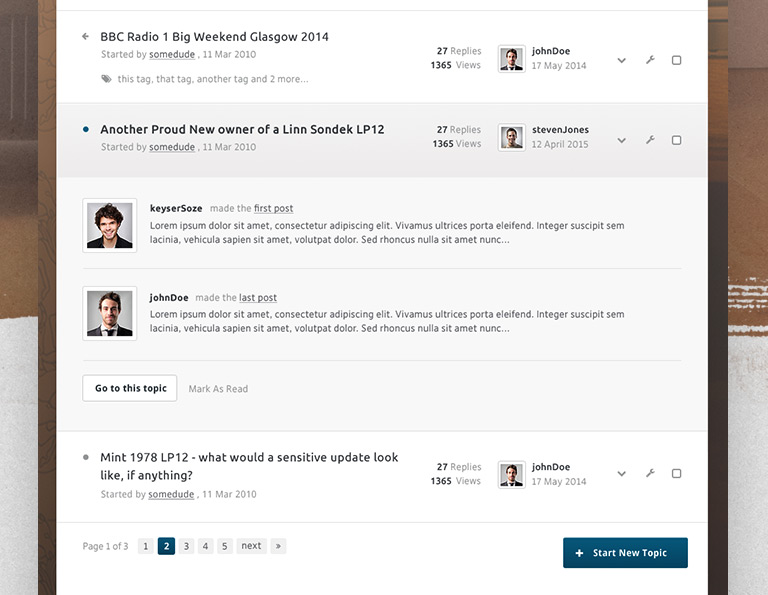 BBC Radio 1 Big Weekend Glasgow 2014
Started by somedude , 11 Mar 2010
this tag, that tag, another tag and 2 more...
27 Replies
1365 Views
johnDoe
17 May 2014
Another Proud New owner of a Linn Sondek LP12
Started by somedude , 11 Mar 2010
27 Replies
1365 Views
stevenJones
12 April 2015
keyserSoze made the first post
Lorem ipsum dolor sit amet, consectetur adipiscing elit. Vivamus ultrices porta eleifend. Integer suscipit sem
lacinia, vehicula sapien sit amet, volutpat dolor. Sed rhoncus nulla sit amet nunc...
johnDoe made the last post
Lorem ipsum dolor sit amet, consectetur adipiscing elit. Vivamus ultrices porta eleifend. Integer suscipit sem
lacinia, vehicula sapien sit amet, volutpat dolor. Sed rhoncus nulla sit amet nunc...
Go to this topic Mark As Read
Mint 1978 LP12 - what would a sensitive update look
like, if anything?
Started by somedude , 11 Mar 2010
27 Replies
1365 Views
johnDoe
17 May 2014
Page 1 of 3 1 2 3 4 5 next »
+ Start New Topic